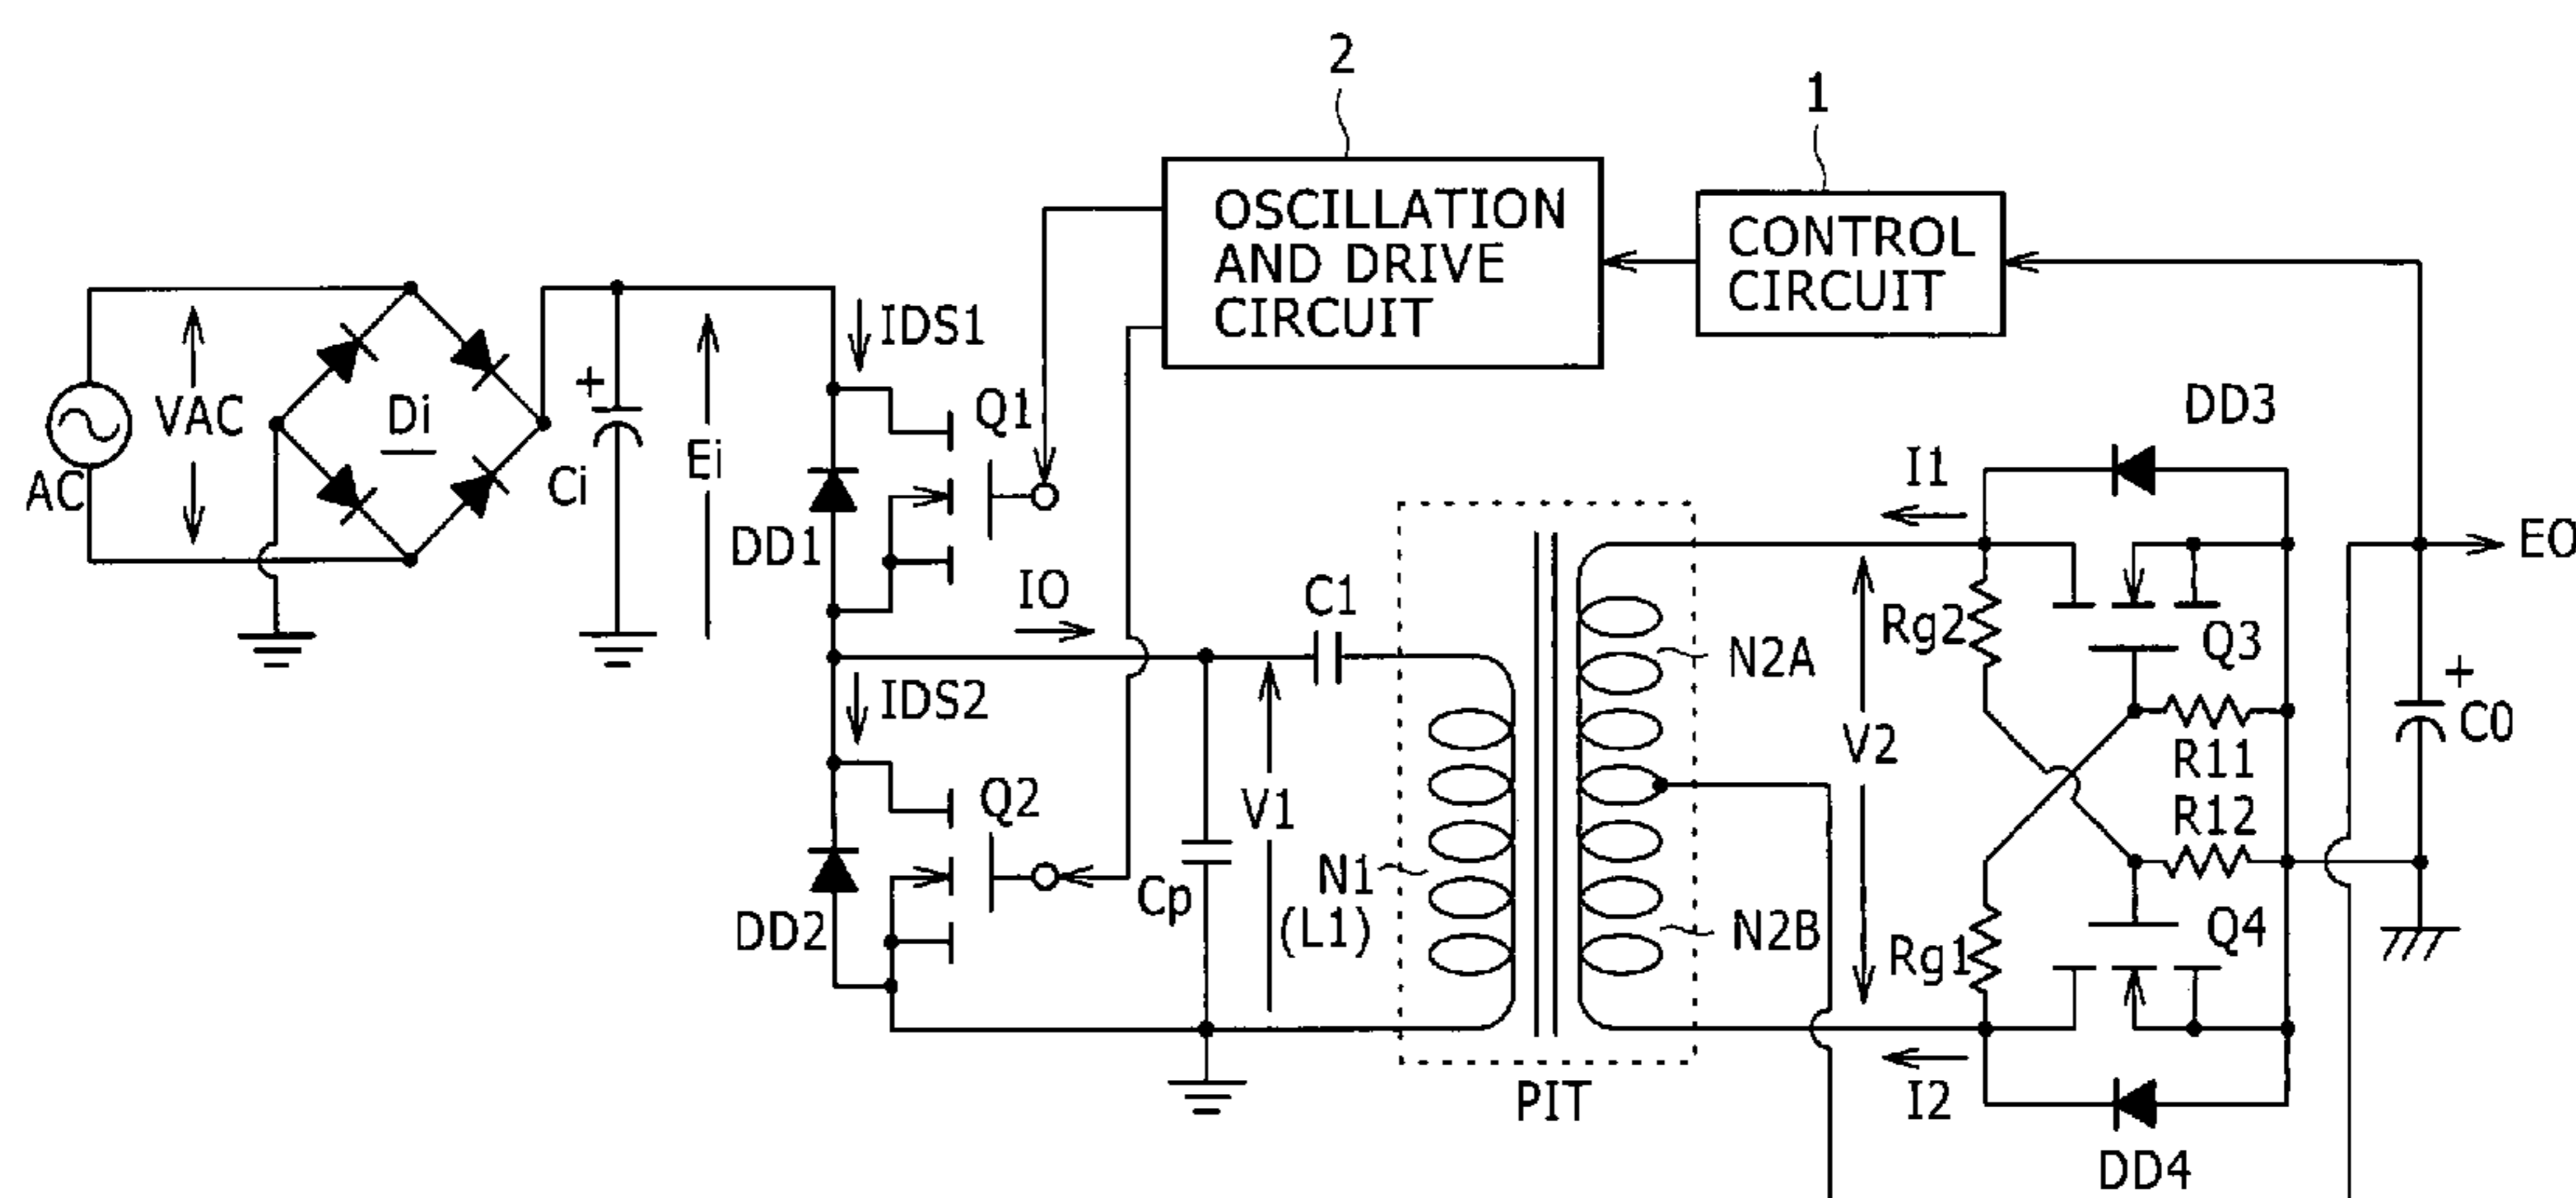 2
1
OSCILLATION
AND DRIVE
CIRCUIT
CONTROL
CIRCUIT
IDS1
DD3
VAC
Di
+
Q1
I1
AC
Ci
Ei
DD1
EO
IO
C1
Rg2
Q3
N2A
IDS2
+
C0
V2
R11
Q2
V1
R12
N1
(L1)
Cp
DD2
N2B
Q4
Rg1
PIT
I2
DD4